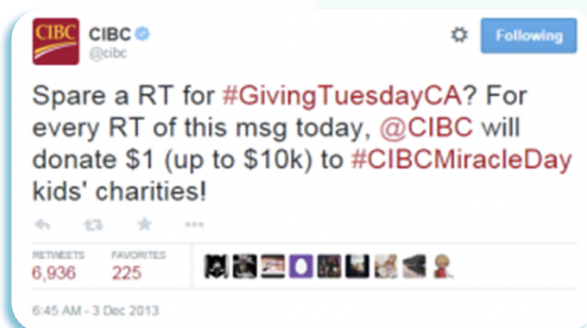 CIBC CIBC Following
@cibc
Spare a RT for #GivingTuesdayCA? For
every RT of this msg today, @CIBC will
donate $1 (up to $10k) to #CIBCMiracleDay
kids' charities!
RETWEETS FAVORITES
6,936 225
6:45 AM - 3 Dec 2013